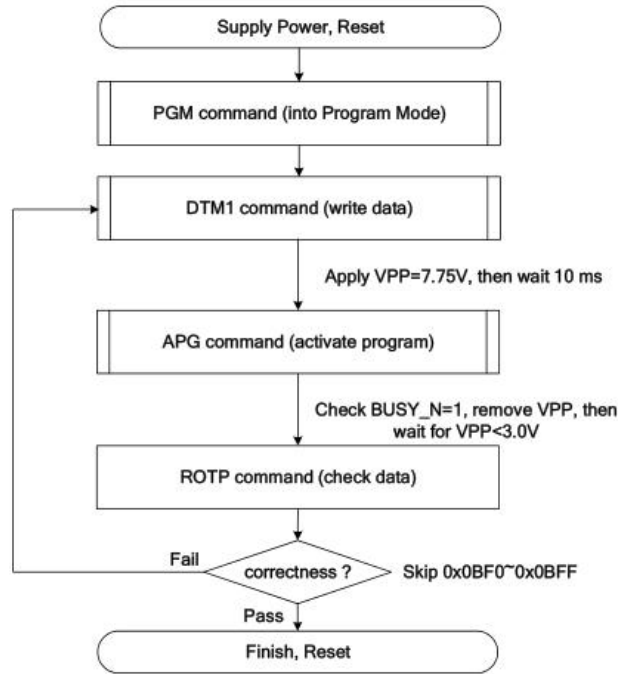 Supply Power, Reset
PGM command (into Program Mode)
DTM1 command (write data)
Apply VPP=7.75V, then wait 10 ms
APG command (activate program)
Check BUSY_N=1, remove VPP, then
wait for VPP<3.0V
ROTP command (check data)
Fail
correctness ?
Skip 0x0BF0~0x0BFF
Pass
Finish, Reset